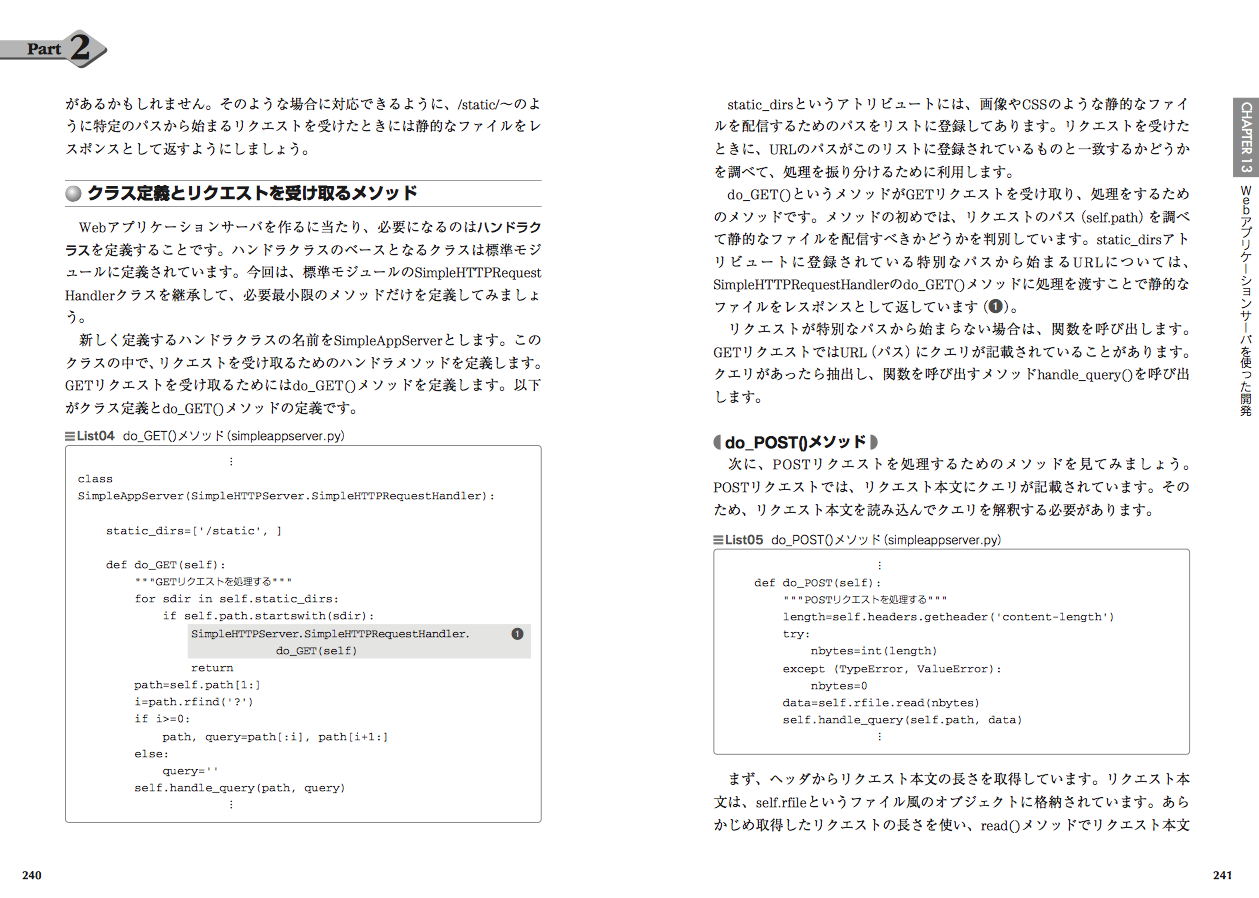 Part 2
があるかもしれません。そのような場合に対応できるように、/static/〜のよ
うに特定のパスから始まるリクエストを受けたときには静的なファイルをレ
スポンスとして返すようにしましょう。
クラス定義とリクエストを受け取るメソッド
Webアプリケーションサーバを作るに当たり、必要になるのはハンドラク
ラスを定義することです。ハンドラクラスのベースとなるクラスは標準モジ
ュールに定義されています。今回は、標準モジュールのSimpleHTTPRequest
Handlerクラスを継承して、必要最小限のメソッドだけを定義してみましょ
う。
新しく定義するハンドラクラスの名前をSimpleAppServerとします。この
クラスの中で、リクエストを受け取るためのハンドラメソッドを定義します。
GETリクエストを受け取るためにはdo_GET()メソッドを定義します。以下
がクラス定義とdo_GET()メソッドの定義です。
List04 do_GET()メソッド(simpleappserver.py)
⋮
class
SimpleAppServer(SimpleHTTPServer.SimpleHTTPRequestHandler):
static_dirs=['/static', ]
def do_GET(self):
"""GETリクエストを処理する"""
for sdir in self.static_dirs:
if self.path.startswith(sdir):
SimpleHTTPServer.SimpleHTTPRequestHandler. ❶
do_GET(self)
return
path=self.path[1:]
i=path.rfind('?')
if i>=0:
path, query=path[:i], path[i+1:]
else:
query=''
self.handle_query(path, query)
⋮
240
static_dirsというアトリビュートには、画像やCSSのような静的なファイ
ルを配信するためのパスをリストに登録してあります。リクエストを受けた
ときに、URLのパスがこのリストに登録されているものと一致するかどうか
を調べて、処理を振り分けるために利用します。
do_GET()というメソッドがGETリクエストを受け取り、処理をするため
のメソッドです。メソッドの初めでは、リクエストのパス(self.path)を調べ
て静的なファイルを配信すべきかどうかを判別しています。static_dirsアト
リビュートに登録されている特別なパスから始まるURLについては、
SimpleHTTPRequestHandlerのdo_GET()メソッドに処理を渡すことで静的な
ファイルをレスポンスとして返しています(❶)。
リクエストが特別なパスから始まらない場合は、関数を呼び出します。
GETリクエストではURL(パス)にクエリが記載されていることがあります。
クエリがあったら抽出し、関数を呼び出すメソッドhandle_query()を呼び出
します。
do_POST()メソッド
次に、POSTリクエストを処理するためのメソッドを見てみましょう。
POSTリクエストでは、リクエスト本文にクエリが記載されています。その
ため、リクエスト本文を読み込んでクエリを解釈する必要があります。
List05 do_POST()メソッド(simpleappserver.py)
⋮
def do_POST(self):
"""POSTリクエストを処理する"""
length=self.headers.getheader('content-length')
try:
nbytes=int(length)
except (TypeError, ValueError):
nbytes=0
data=self.rfile.read(nbytes)
self.handle_query(self.path, data)
⋮
まず、ヘッダからリクエスト本文の長さを取得しています。リクエスト本
文は、self.rfileというファイル風のオブジェクトに格納されています。あら
かじめ取得したリクエストの長さを使い、read()メソッドでリクエスト本文
CHAPTER 13
Webアプリケーションサーバを使った開発
241